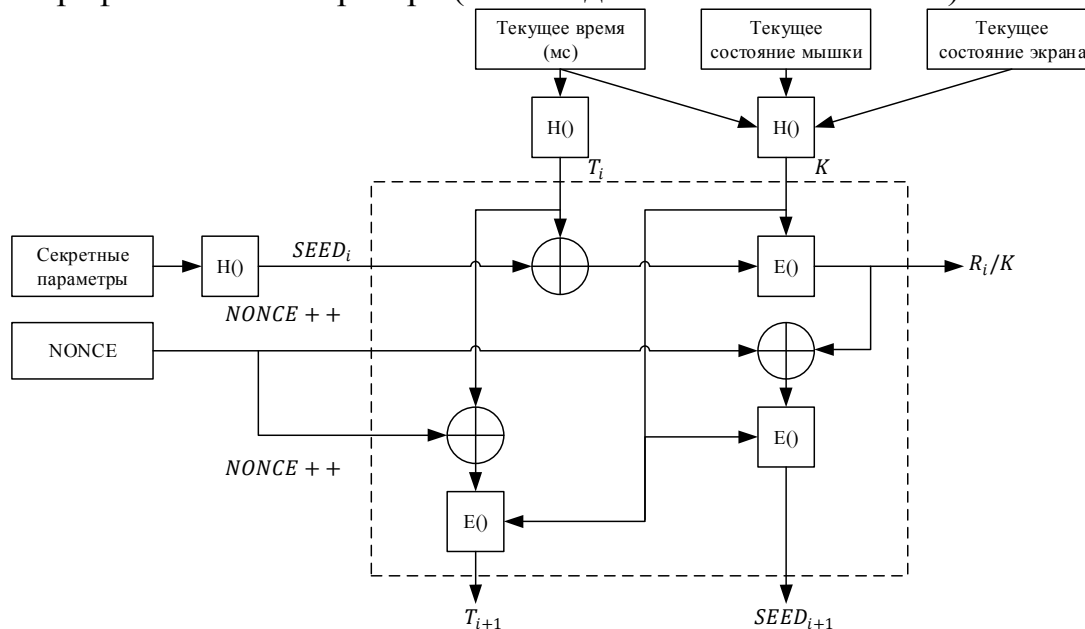 Текущее время
(мс)
Текущее
состояние мышки
Текущее
состояние экрана
H()
H()
T_i
K
Секретные
параметры
H()
SEED_i
E()
R_i/K
NONCE + +
NONCE
E()
NONCE + +
E()
T_{i+1}
SEED_{i+1}